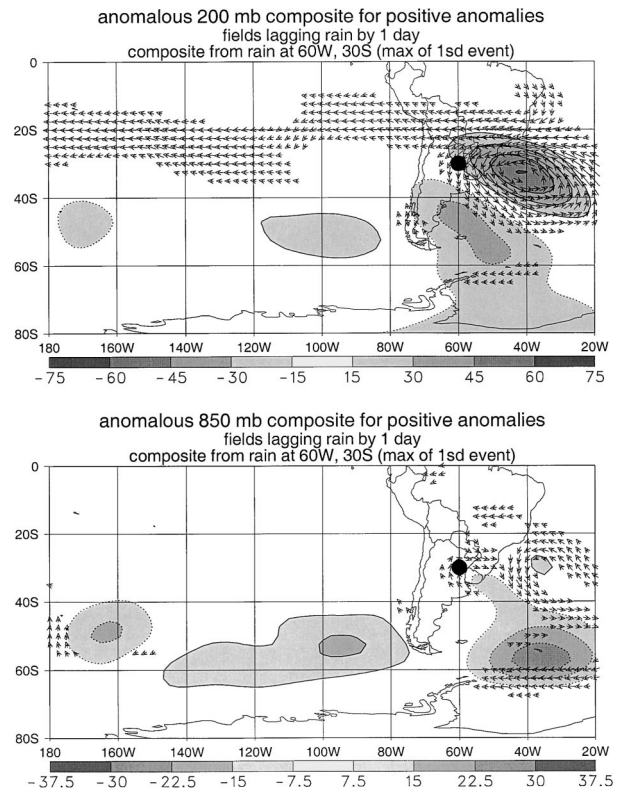 anomalous 200 mb composite for positive anomalies
fields lagging rain by 1 day
composite from rain at 60W, 30S (max of 1sd event)
0
20S
40S
60S
80S
180 160W 140W 120W 100W 80W 60W 40W 20W
-75 -60 -45 -30 -15 15 30 45 60 75
anomalous 850 mb composite for positive anomalies
fields lagging rain by 1 day
composite from rain at 60W, 30S (max of 1sd event)
0
20S
40S
60S
80S
180 160W 140W 120W 100W 80W 60W 40W 20W
-37.5 -30 -22.5 -15 -7.5 7.5 15 22.5 30 37.5